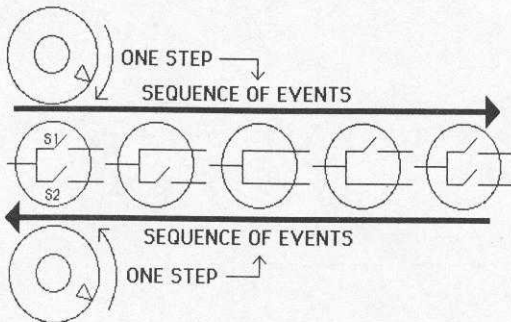 ONE STEP
SEQUENCE OF EVENTS
S1
S2
SEQUENCE OF EVENTS
ONE STEP